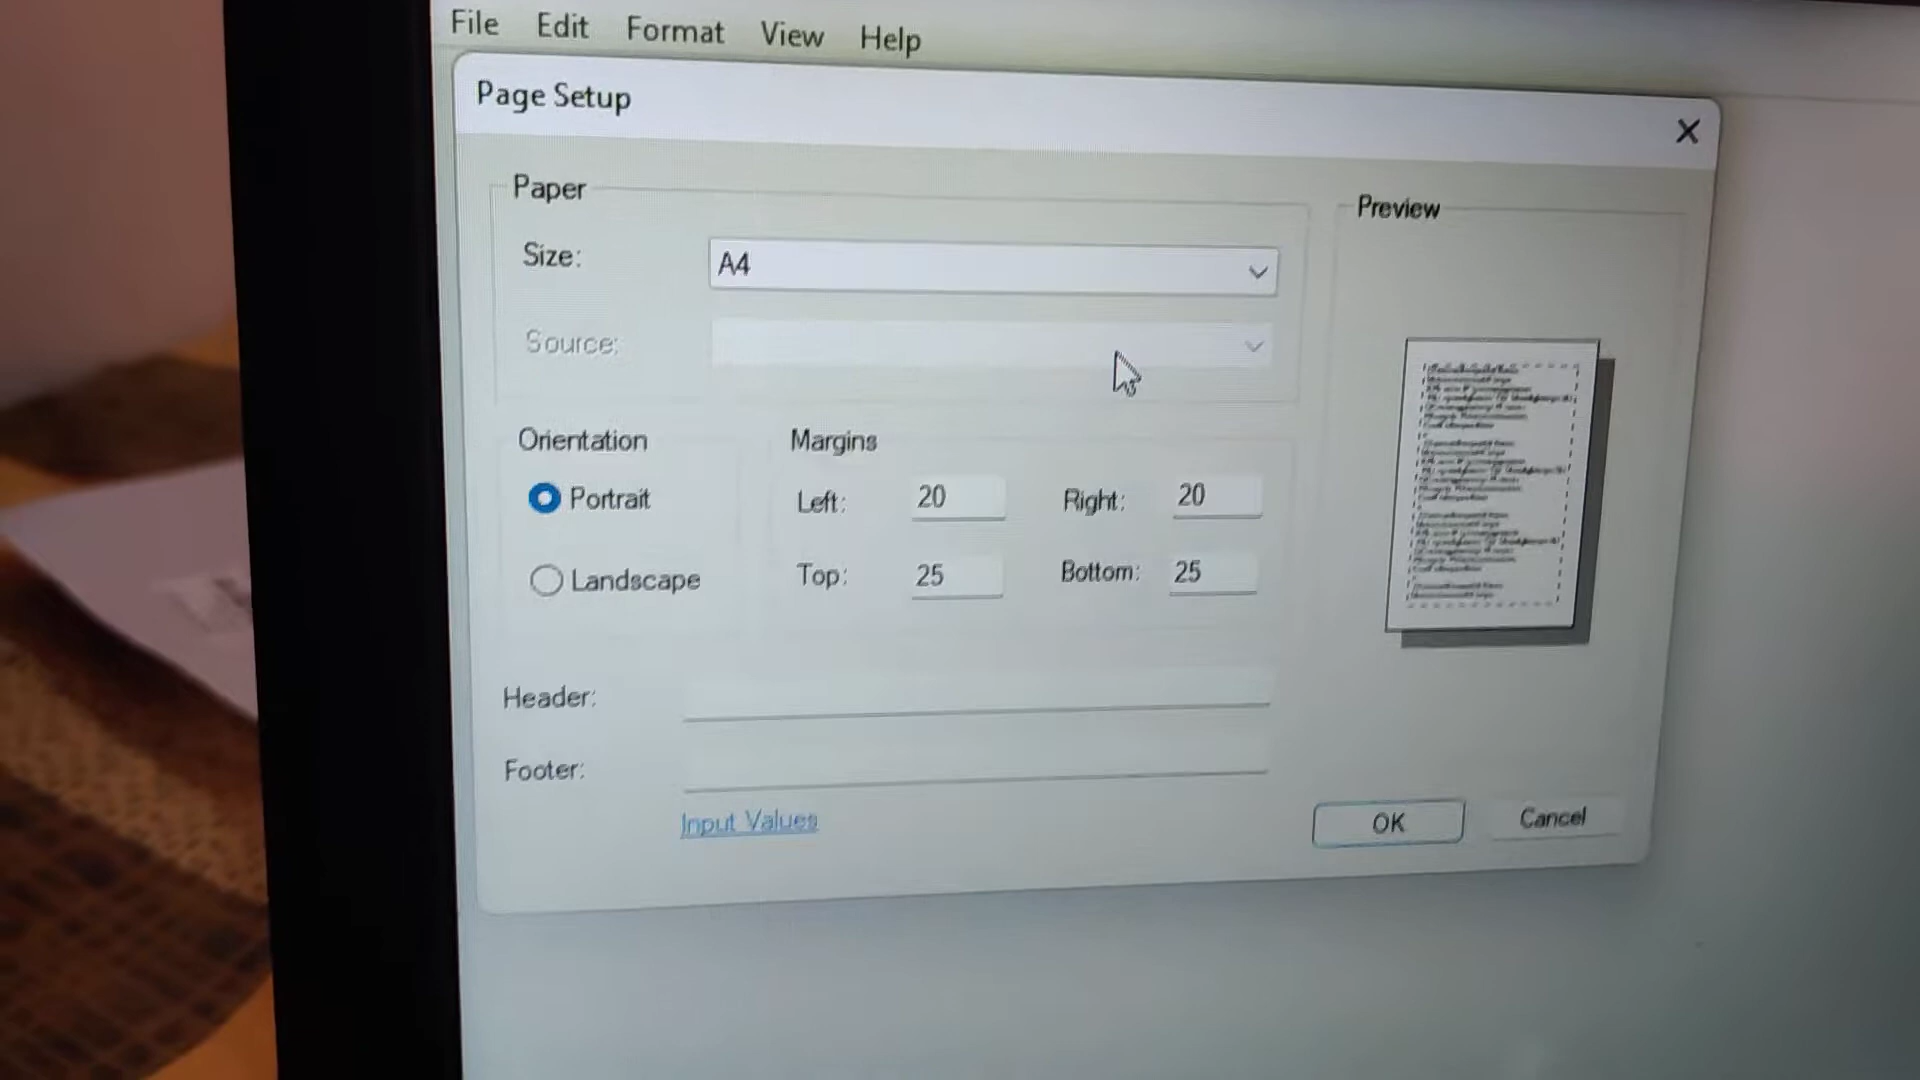 File Edit Format View Help
Page Setup
Paper
Preview
Size: A4
Source:
Orientation
Margins
Portrait
Left: 20 Right: 20
Landscape
Top: 25 Bottom: 25
Header:
Footer:
Input Values
OK Cancel